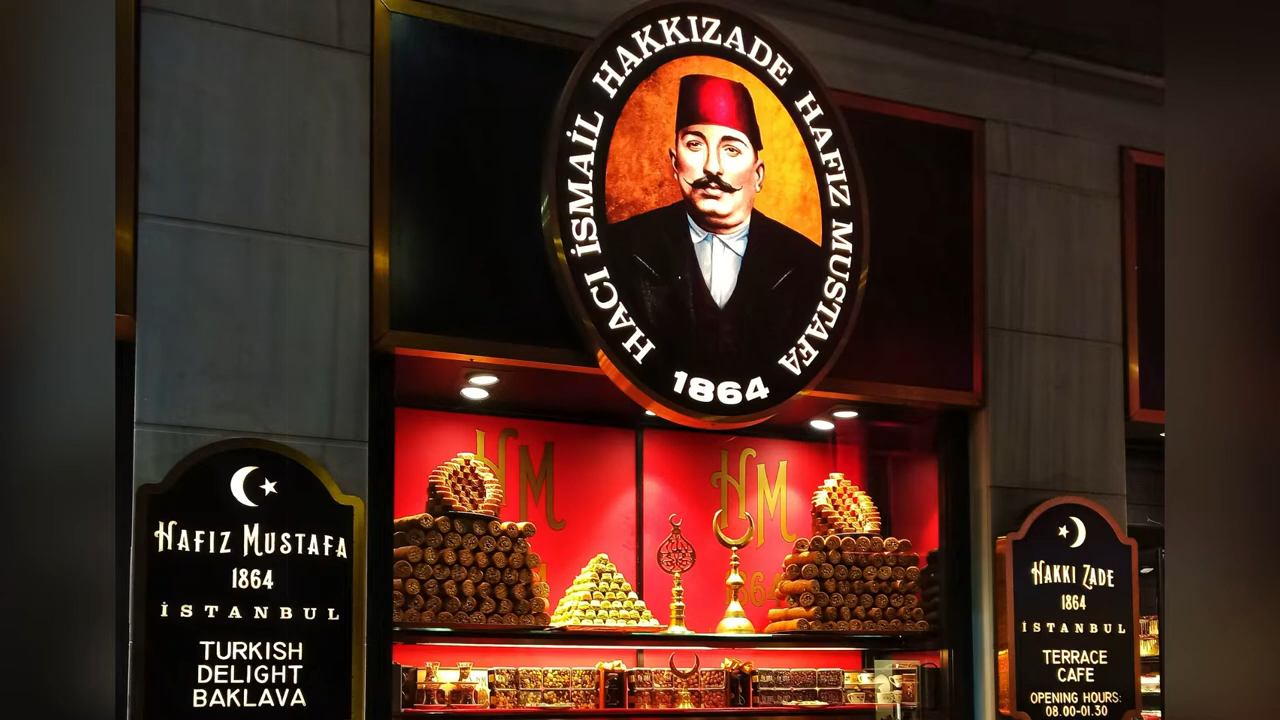 HACI İSMAİL HAKKIZADE HAFIZ MUSTAFA
1864
HM
HM
1864
HAFIZ MUSTAFA
1864
İSTANBUL
TURKISH
DELIGHT
BAKLAVA
HAKKI ZADE
1864
İSTANBUL
TERRACE
CAFE
OPENING HOURS:
08.00-01.30